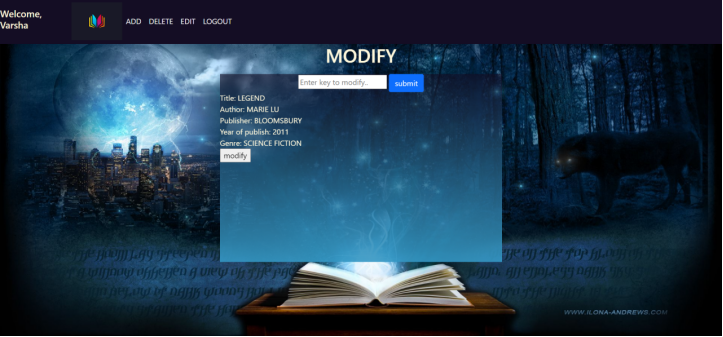 Welcome,
Varsha
ADD DELETE EDIT LOGOUT
MODIFY
Enter key to modify.. submit
Title: LEGEND
Author: MARIE LU
Publisher: BLOOMSBURY
Year of publish: 2011
Genre: SCIENCE FICTION
modify
WWW.ILONA-ANDREWS.COM